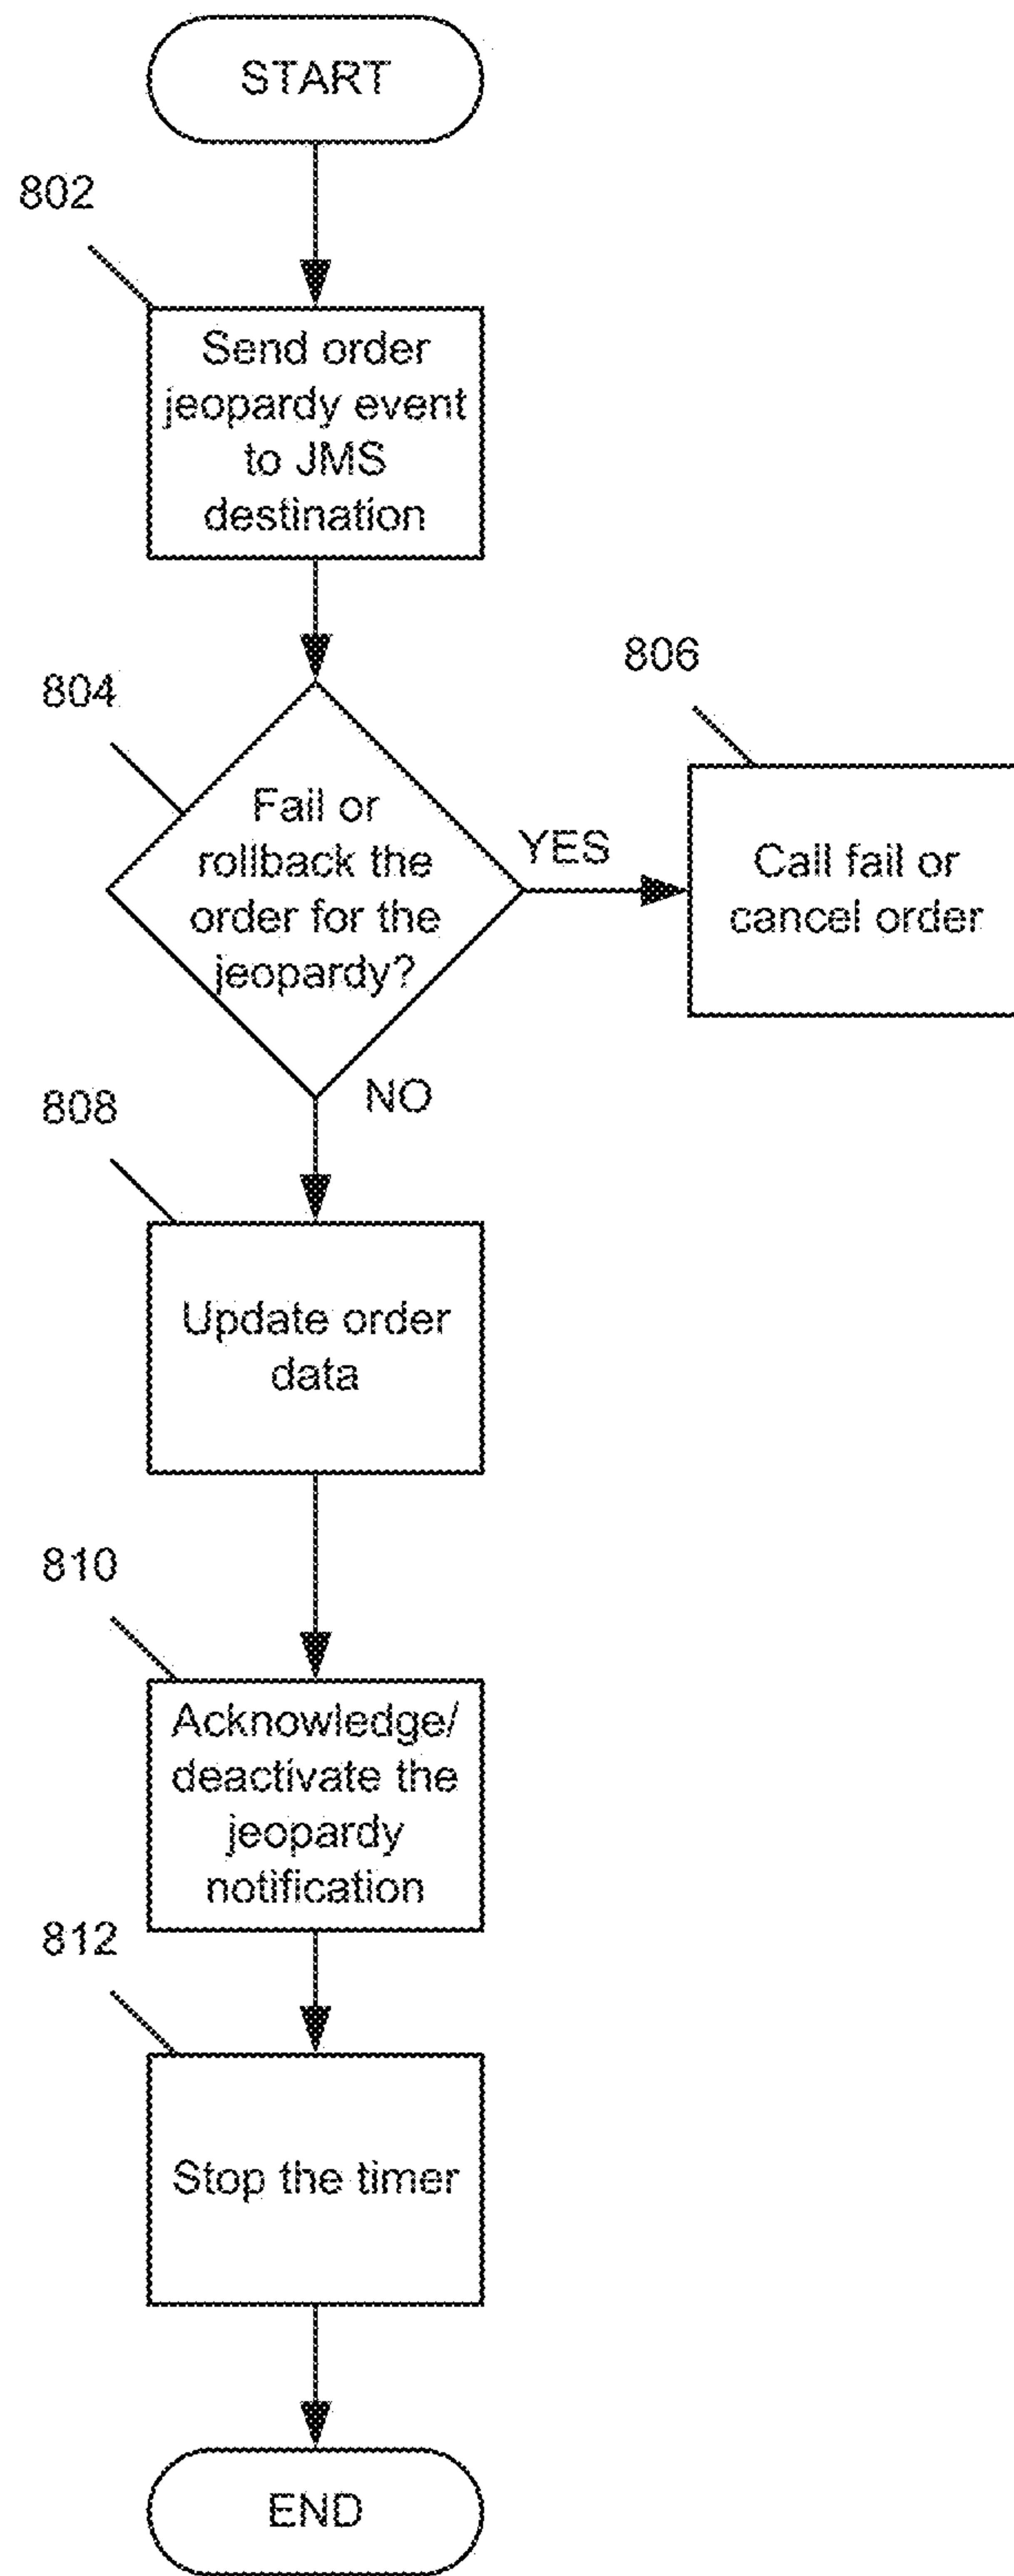 START
802
Send order
jeopardy event
to JMS
destination
804
806
Fail or
rollback the
order for the
jeopardy?
YES
Call fail or
cancel order
NO
808
Update order
data
810
Acknowledge/
deactivate the
jeopardy
notification
812
Stop the timer
END